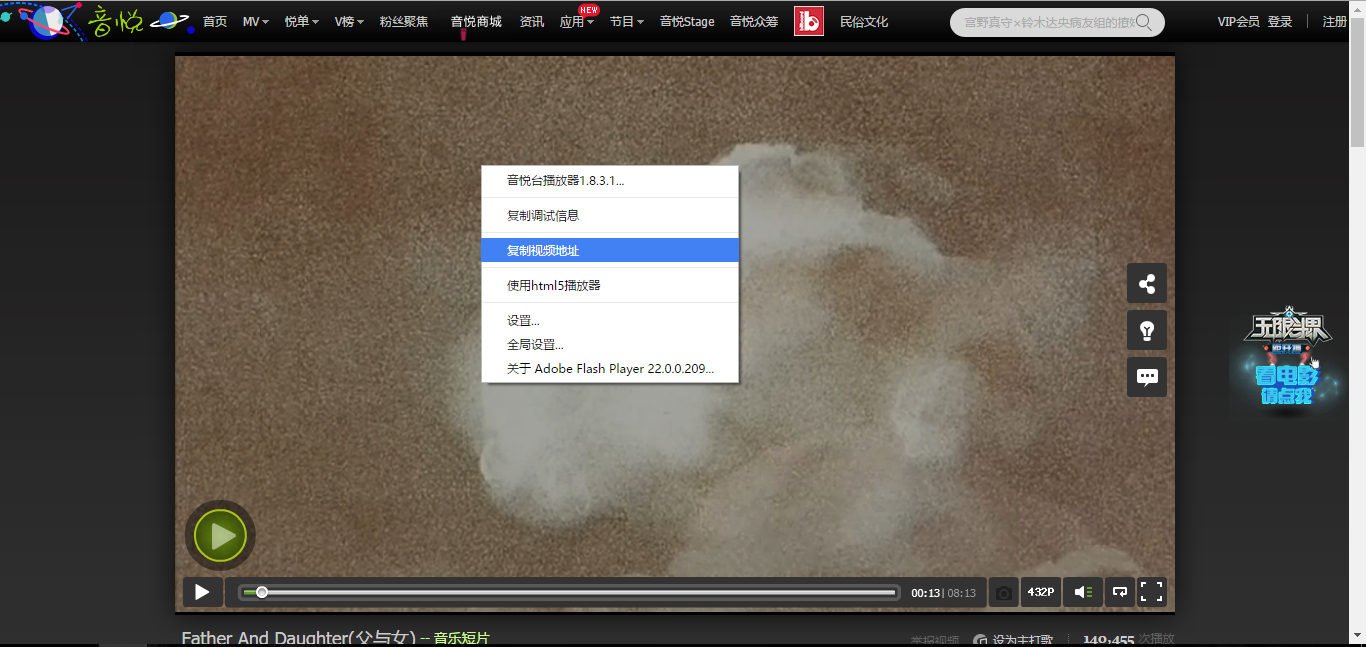 音悦 首页 MV 悦单 V榜 粉丝聚焦 音悦商城 资讯 应用 NEW 节目 音悦Stage 音悦众筹 民俗文化 宫野真守×铃木达央病友组的拒 VIP会员 登录 注册
音悦台播放器1.8.3.1...
复制调试信息
复制视频地址
使用html5播放器
设置...
全局设置...
关于 Adobe Flash Player 22.0.0.209...
无限世界
看电影
请点我
00:13 | 08:13 432P
Father And Daughter(父与女) -- 音乐短片 举报视频 设为主打歌 140,455 次播放